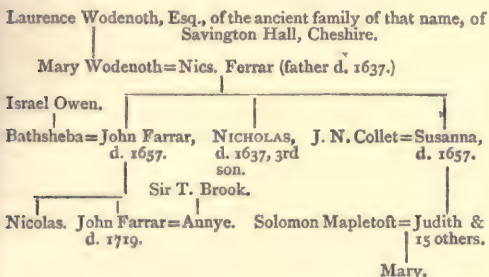 Laurence Wodenoth, Esq., of the ancient family of that name, of
Savington Hall, Cheshire.
Mary Wodenoth=Nics. Ferrar (father d. 1637.)
Israel Owen.
Bathsheba=John Farrar, NICHOLAS, J. N. Collet=Susanna,
d. 1657. d. 1637, 3rd d. 1657.
son.
Sir T. Brook.
Nicolas. John Farrar=Annye. Solomon Mapletoft=Judith &
d. 1719. 15 others.
Mary.